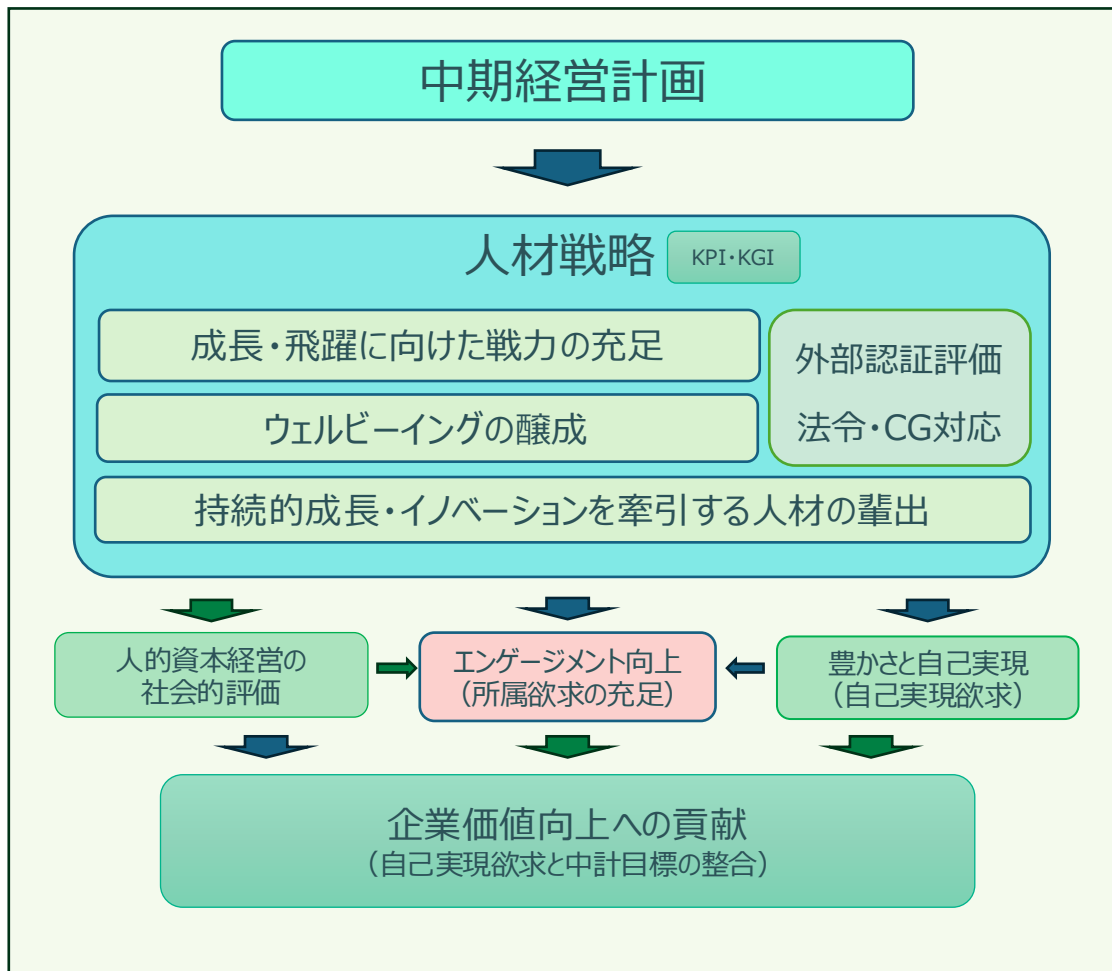 中期経営計画
人材戦略
KPI・KGI
成長・飛躍に向けた戦力の充足
ウェルビーイングの醸成
外部認証評価
法令・CG対応
持続的成長・イノベーションを牽引する人材の輩出
人的資本経営の
社会的評価
エンゲージメント向上
（所属欲求の充足）
豊かさと自己実現
（自己実現欲求）
企業価値向上への貢献
（自己実現欲求と中計目標の整合）